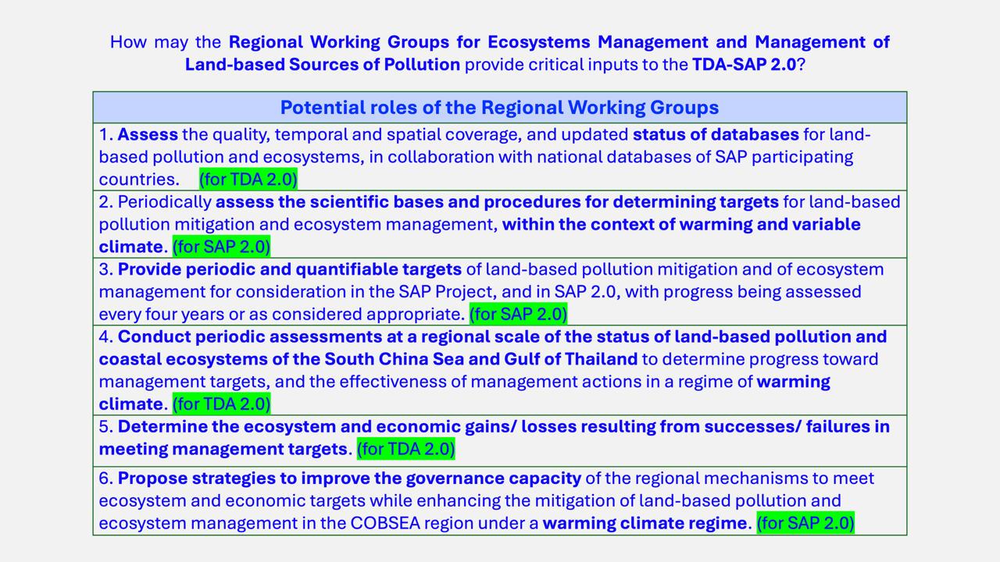 How may the Regional Working Groups for Ecosystems Management and Management of
Land-based Sources of Pollution provide critical inputs to the TDA-SAP 2.0?
Potential roles of the Regional Working Groups
1. Assess the quality, temporal and spatial coverage, and updated status of databases for land-
based pollution and ecosystems, in collaboration with national databases of SAP participating
countries. (for TDA 2.0)
2. Periodically assess the scientific bases and procedures for determining targets for land-based
pollution mitigation and ecosystem management, within the context of warming and variable
climate. (for SAP 2.0)
3. Provide periodic and quantifiable targets of land-based pollution mitigation and of ecosystem
management for consideration in the SAP Project, and in SAP 2.0, with progress being assessed
every four years or as considered appropriate. (for SAP 2.0)
4. Conduct periodic assessments at a regional scale of the status of land-based pollution and
coastal ecosystems of the South China Sea and Gulf of Thailand to determine progress toward
management targets, and the effectiveness of management actions in a regime of warming
climate. (for TDA 2.0)
5. Determine the ecosystem and economic gains/ losses resulting from successes/ failures in
meeting management targets. (for TDA 2.0)
6. Propose strategies to improve the governance capacity of the regional mechanisms to meet
ecosystem and economic targets while enhancing the mitigation of land-based pollution and
ecosystem management in the COBSEA region under a warming climate regime. (for SAP 2.0)